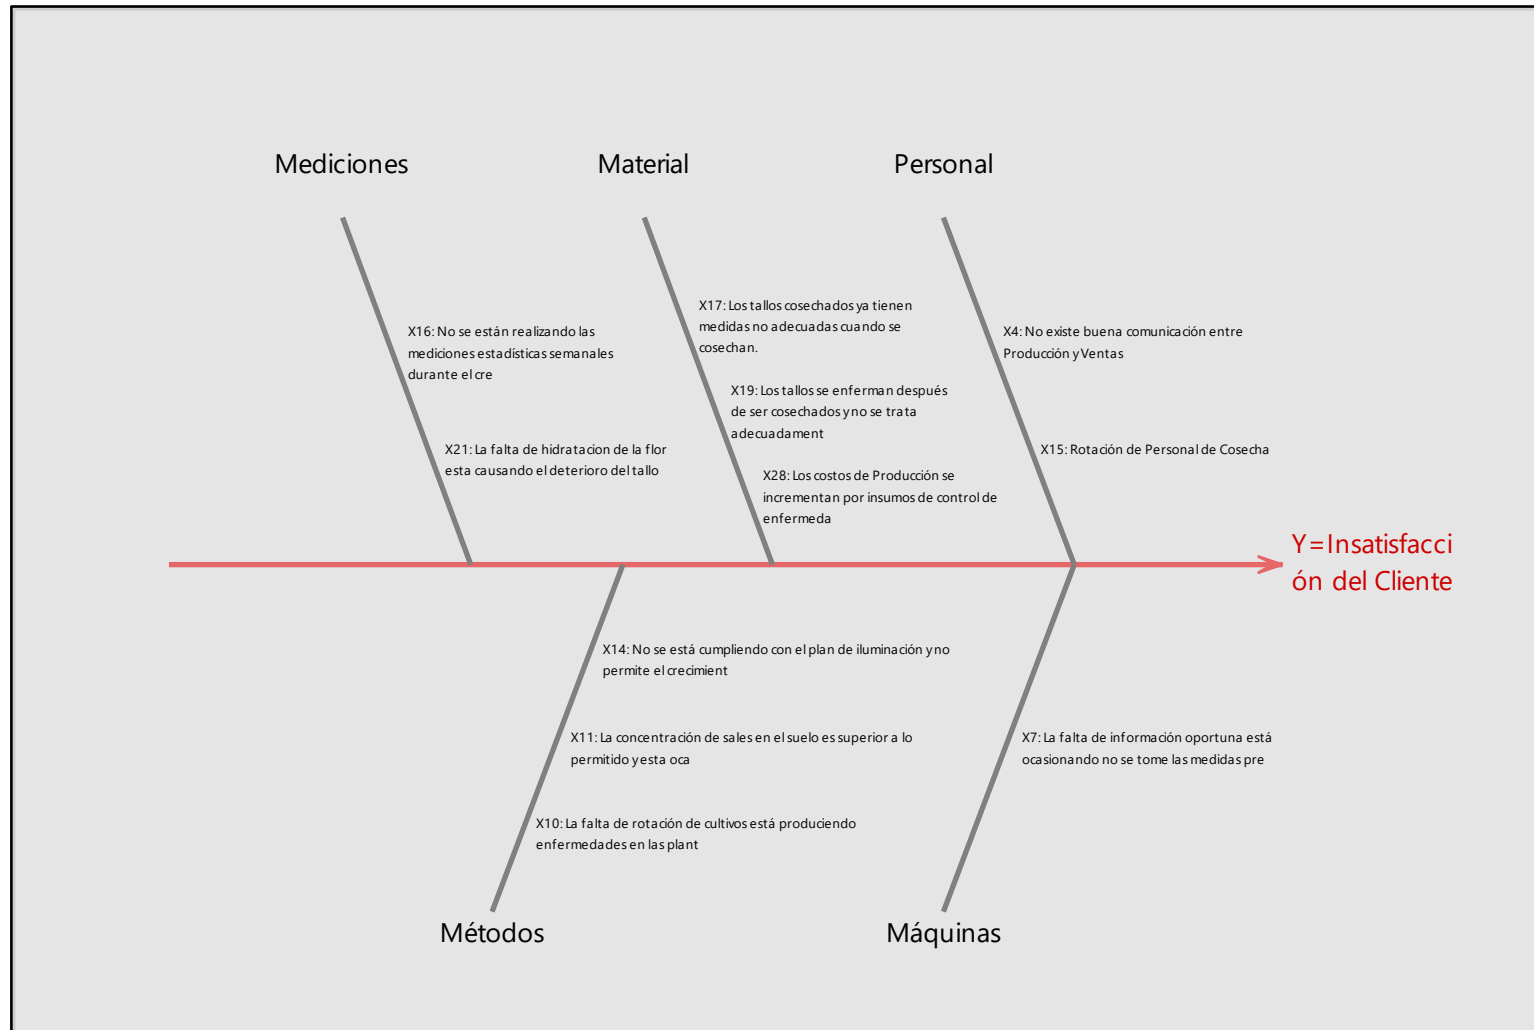 Mediciones
Material
Personal
X16: No se están realizando las
mediciones estadísticas semanales
durante el cre
X21: La falta de hidratacion de la flor
esta causando el deterioro del tallo
X17: Los tallos cosechados ya tienen
medidas no adecuadas cuando se
cosechan.
X19: Los tallos se enferman después
de ser cosechados y no se trata
adecuadament
X28: Los costos de Producción se
incrementan por insumos de control de
enfermeda
X4: No existe buena comunicación entre
Producción y Ventas
X15: Rotación de Personal de Cosecha
Y=Insatisfacci
ón del Cliente
X14: No se está cumpliendo con el plan de iluminación y no
permite el crecimient
X11: La concentración de sales en el suelo es superior a lo
permitido y esta oca
X10: La falta de rotación de cultivos está produciendo
enfermedades en las plant
X7: La falta de información oportuna está
ocasionando no se tome las medidas pre
Métodos
Máquinas